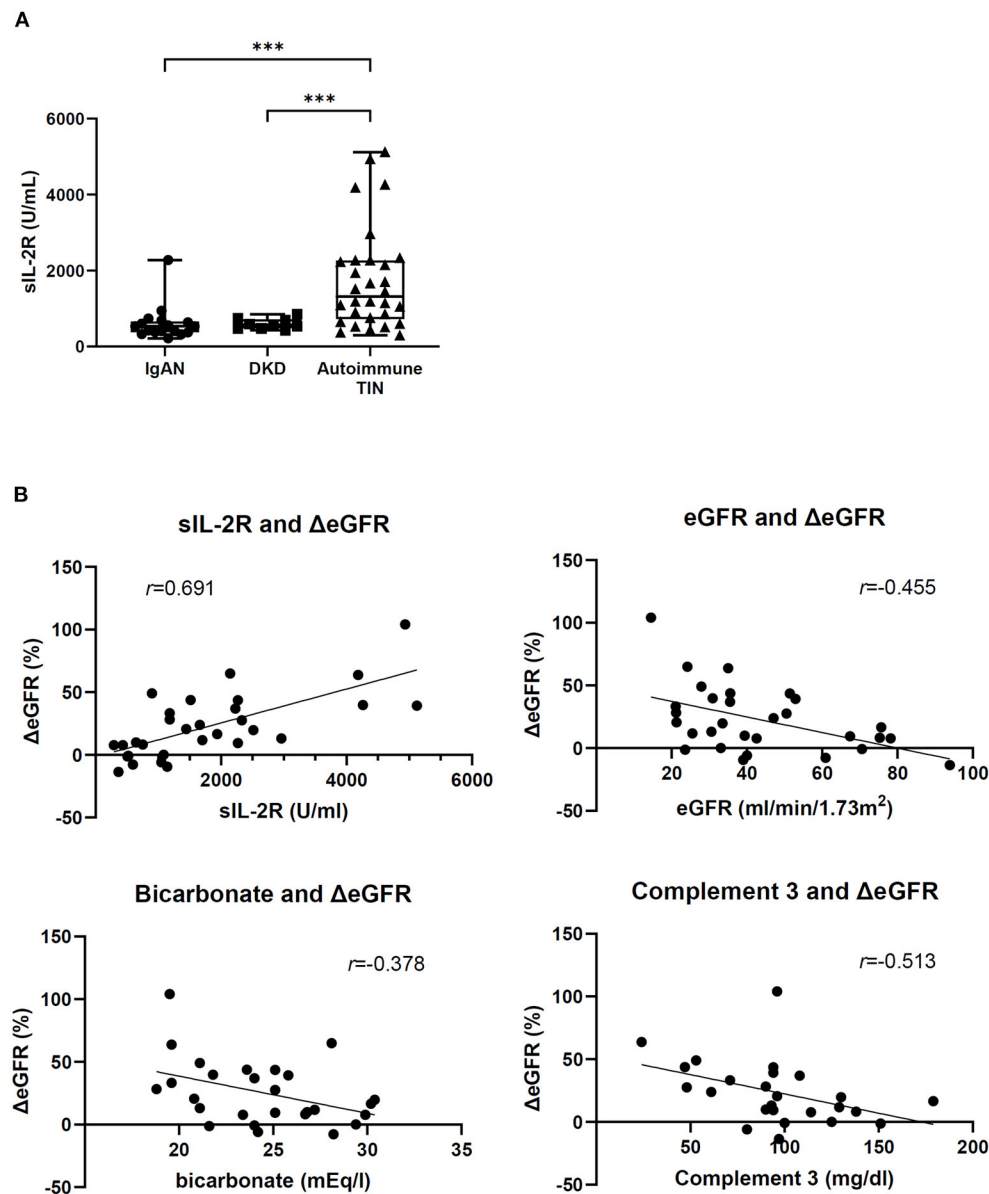 A
***
***
6000
4000
2000
0
sIL-2R (U/mL)
IgAN
DKD
Autoimmune
TIN
B
sIL-2R and ΔeGFR
150
100
50
0
-50
ΔeGFR (%)
r=0.691
2000
4000
6000
sIL-2R (U/ml)
eGFR and ΔeGFR
150
100
50
0
-50
ΔeGFR (%)
r=-0.455
20
40
60
80
100
eGFR (ml/min/1.73m²)
Bicarbonate and ΔeGFR
150
100
50
0
-50
ΔeGFR (%)
r=-0.378
20
25
30
35
bicarbonate (mEq/l)
Complement 3 and ΔeGFR
150
100
50
0
-50
ΔeGFR (%)
r=-0.513
50
100
150
200
Complement 3 (mg/dl)